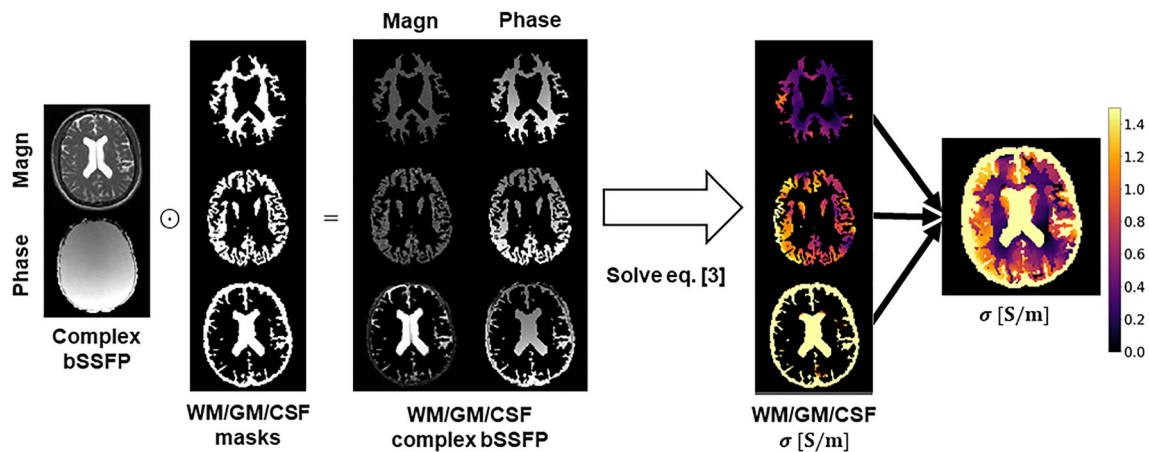 Magn
Phase
Magn
Phase
⊙
=
Complex
bSSFP
WM/GM/CSF
masks
WM/GM/CSF
complex bSSFP
Solve eq. [3]
WM/GM/CSF
σ [S/m]
σ [S/m]
1.4
1.2
1.0
0.8
0.6
0.4
0.2
0.0